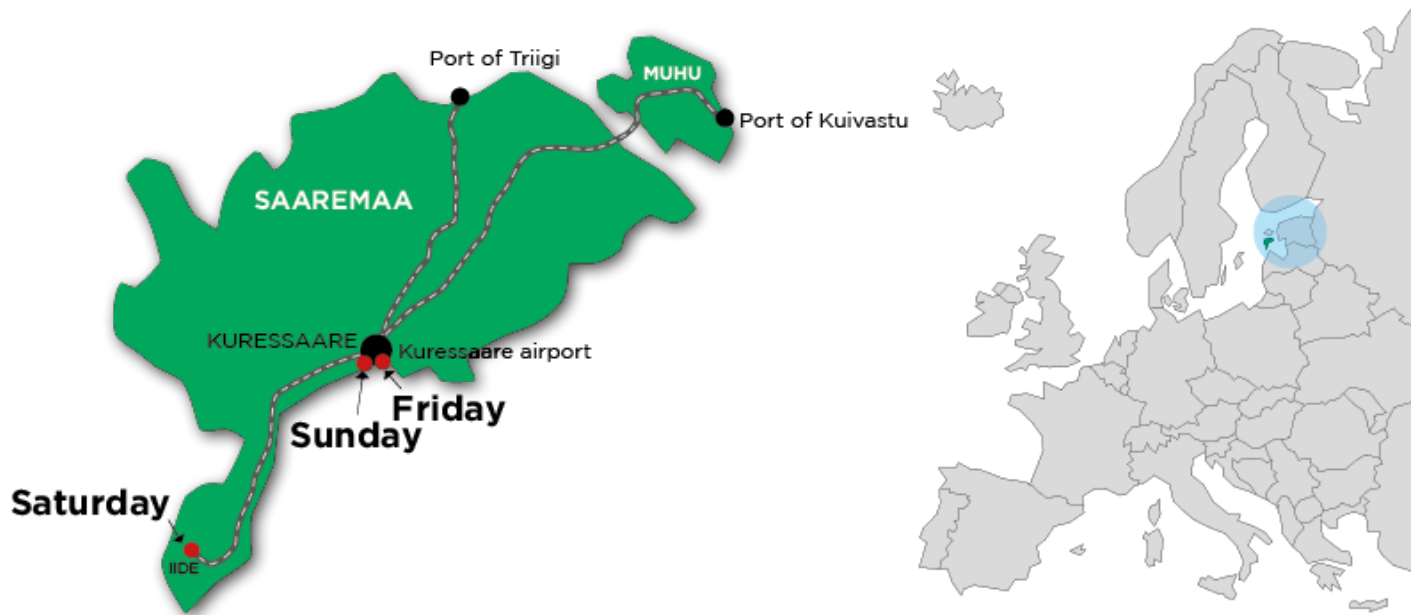 Port of Triigi
MUHU
Port of Kuivastu
SAAREMAA
KURESSAARE
Kuressaare airport
Friday
Sunday
Saturday
IIDE